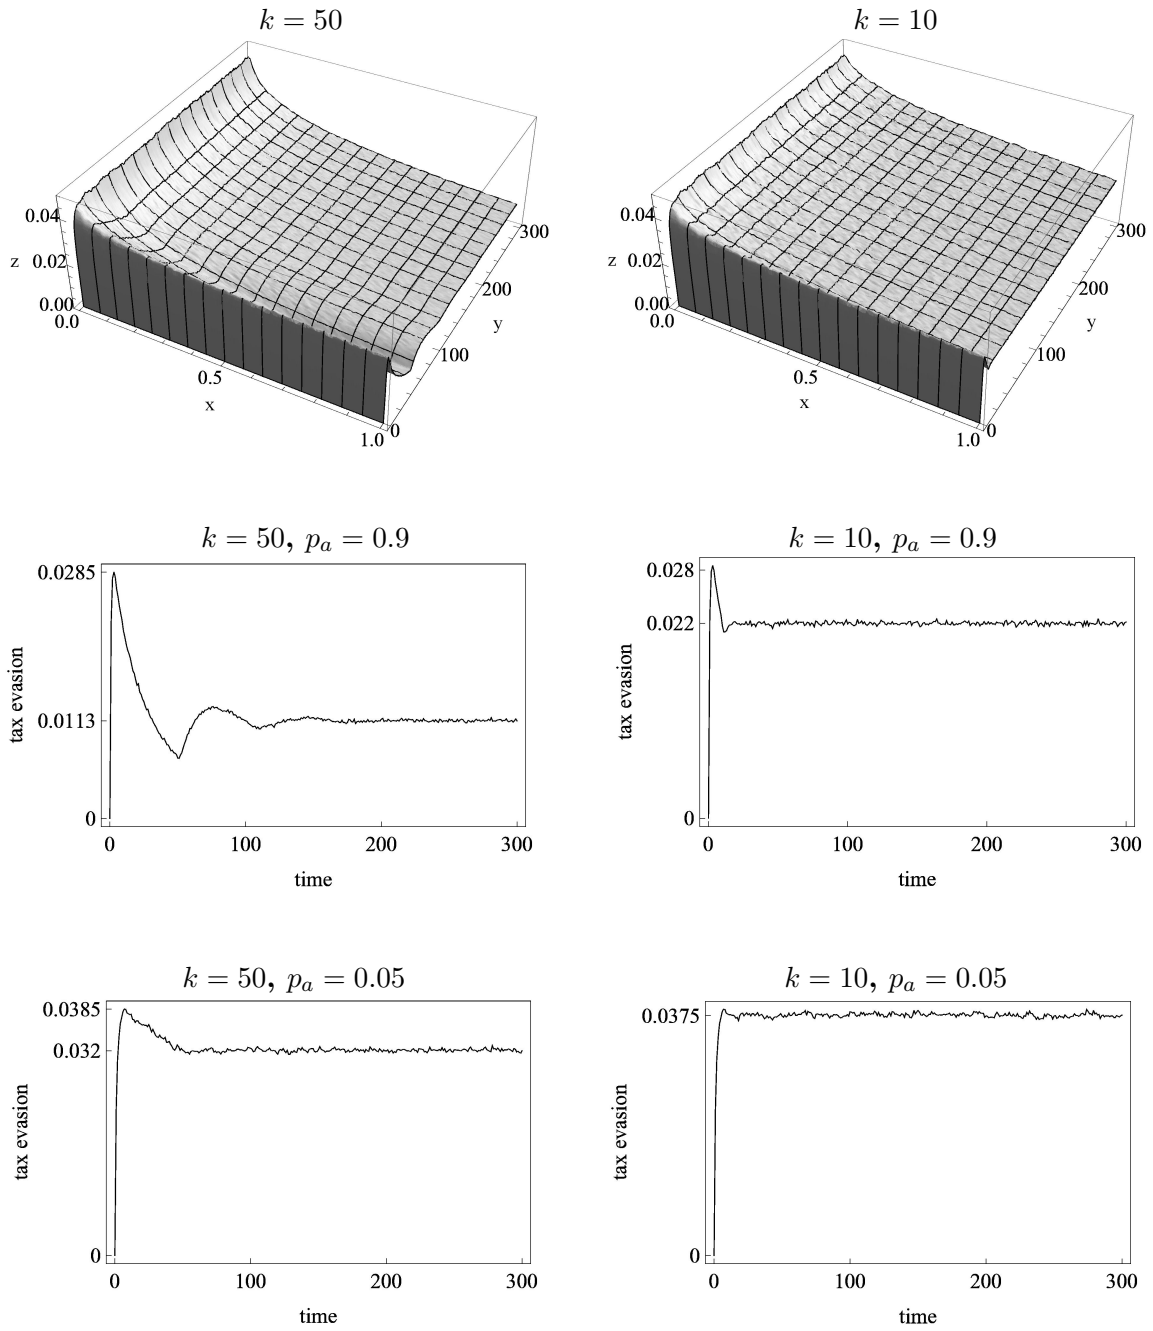 k = 50
k = 10
0.04
z 0.02
0.00
0.0
0.5
x
1.0
0
100
y
200
300
0.04
z 0.02
0.00
0.0
0.5
x
1.0
0
100
y
200
300
k = 50, pₐ = 0.9
0.0285
0.0113
0
tax evasion
0 100 200 300
time
k = 10, pₐ = 0.9
0.028
0.022
0
tax evasion
0 100 200 300
time
k = 50, pₐ = 0.05
0.0385
0.032
0
tax evasion
0 100 200 300
time
k = 10, pₐ = 0.05
0.0375
0
tax evasion
0 100 200 300
time